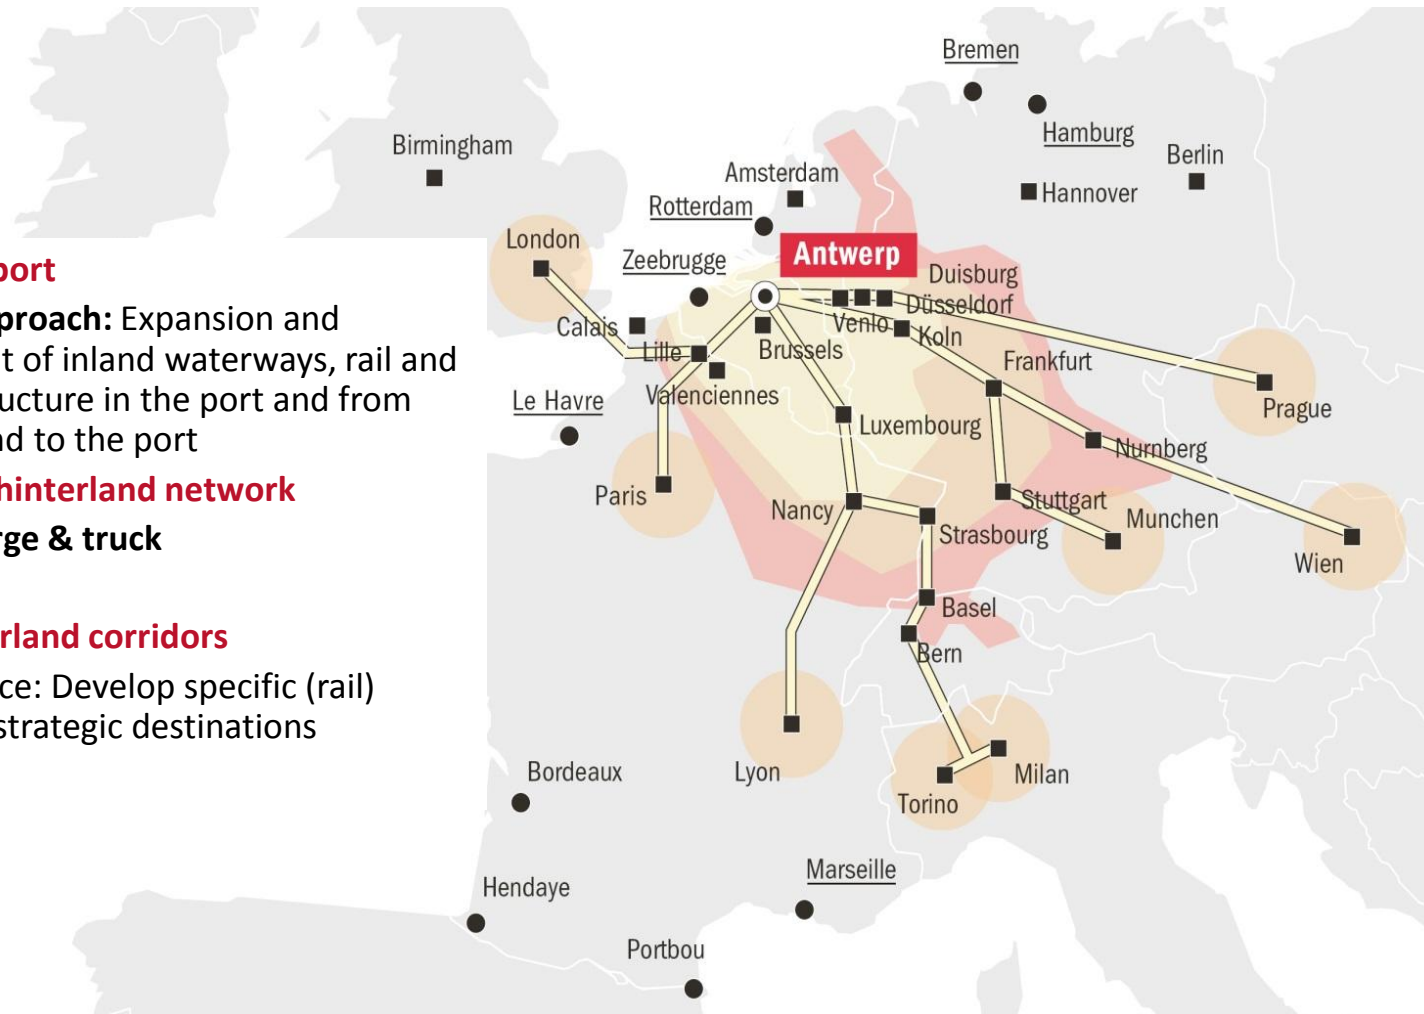 port
proach: Expansion and
t of inland waterways, rail and
ucture in the port and from
nd to the port
hinterland network
rge & truck
rland corridors
ce: Develop specific (rail)
strategic destinations
Bremen
Hamburg
Berlin
Hannover
Birmingham
Amsterdam
Rotterdam
London
Zeebrugge
Antwerp
Duisburg
Düsseldorf
Venlo
Koln
Calais
Lille
Brussels
Valenciennes
Frankfurt
Le Havre
Luxembourg
Prague
Nurnberg
Paris
Nancy
Stuttgart
Strasbourg
Munchen
Wien
Basel
Bern
Lyon
Milan
Torino
Bordeaux
Hendaye
Marseille
Portbou